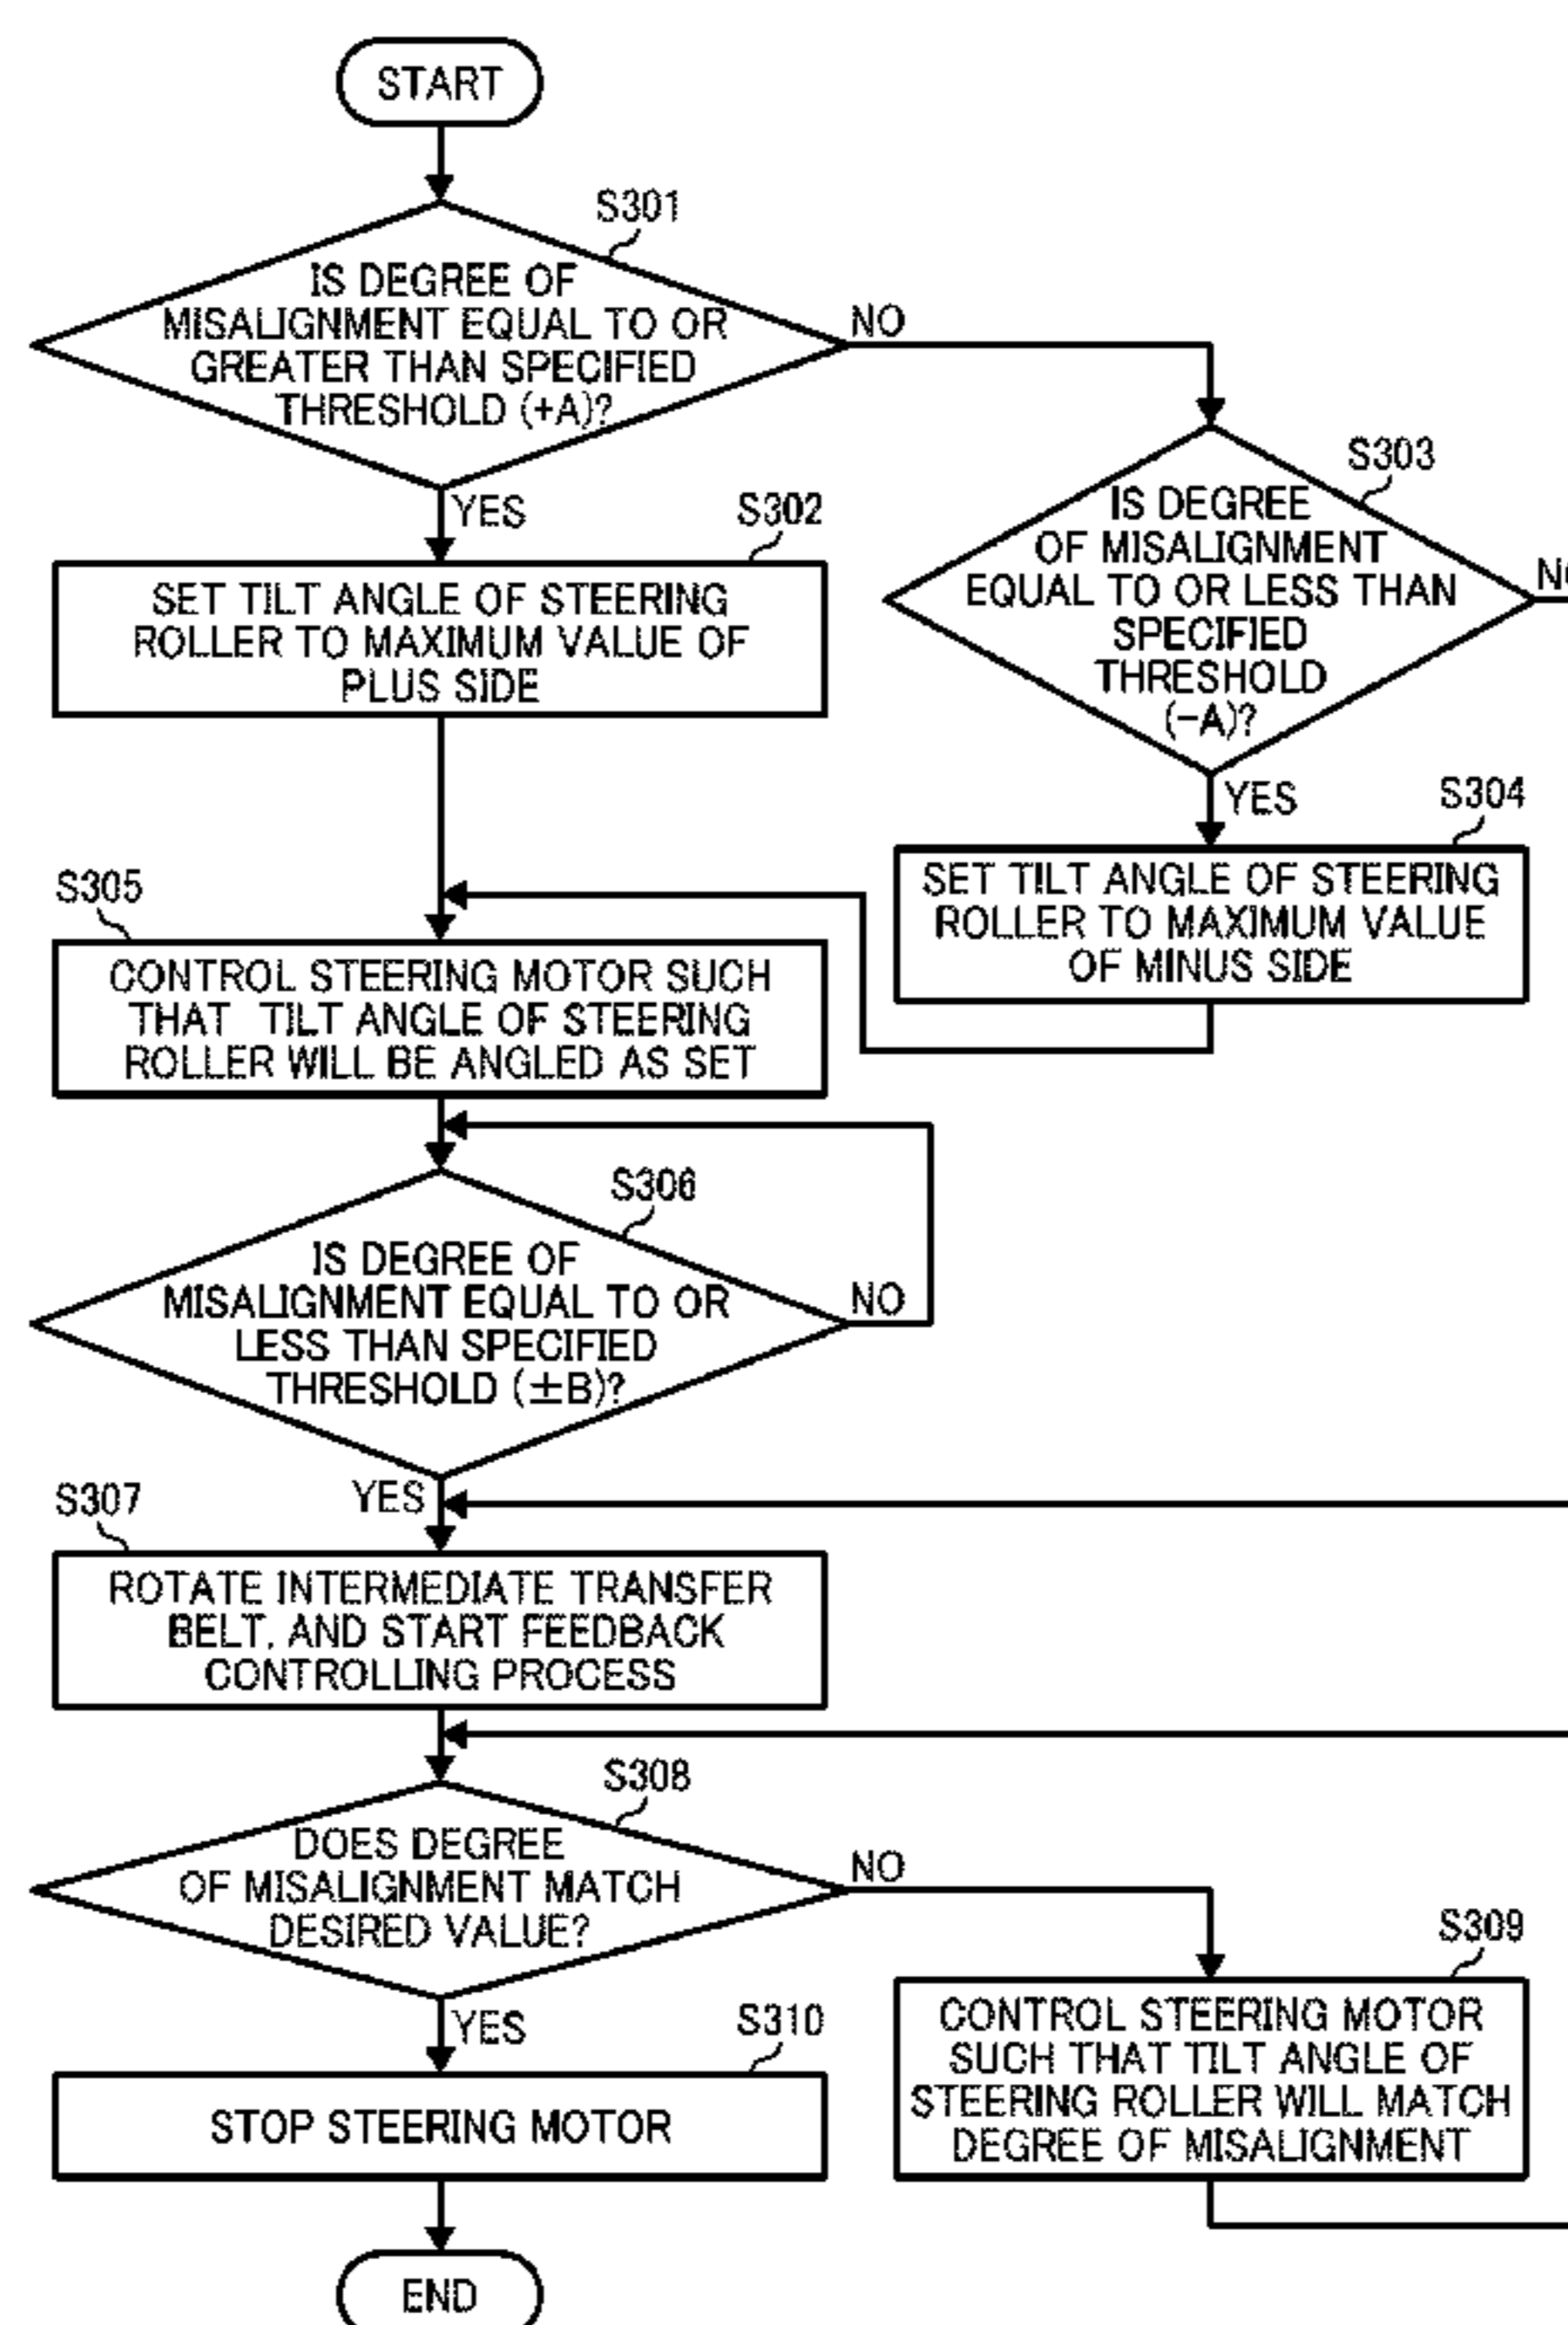 START
S301
IS DEGREE OF
MISALIGNMENT EQUAL TO OR
GREATER THAN SPECIFIED
THRESHOLD (+A)?
NO
YES
S302
SET TILT ANGLE OF STEERING
ROLLER TO MAXIMUM VALUE OF
PLUS SIDE
S303
IS DEGREE
OF MISALIGNMENT
EQUAL TO OR LESS THAN
SPECIFIED
THRESHOLD
(−A)?
NO
YES
S304
SET TILT ANGLE OF STEERING
ROLLER TO MAXIMUM VALUE
OF MINUS SIDE
S305
CONTROL STEERING MOTOR SUCH
THAT TILT ANGLE OF STEERING
ROLLER WILL BE ANGLED AS SET
S306
IS DEGREE OF
MISALIGNMENT EQUAL TO OR
LESS THAN SPECIFIED
THRESHOLD (±B)?
NO
YES
S307
ROTATE INTERMEDIATE TRANSFER
BELT, AND START FEEDBACK
CONTROLLING PROCESS
S308
DOES DEGREE
OF MISALIGNMENT MATCH
DESIRED VALUE?
NO
YES
S309
CONTROL STEERING MOTOR
SUCH THAT TILT ANGLE OF
STEERING ROLLER WILL MATCH
DEGREE OF MISALIGNMENT
S310
STOP STEERING MOTOR
END